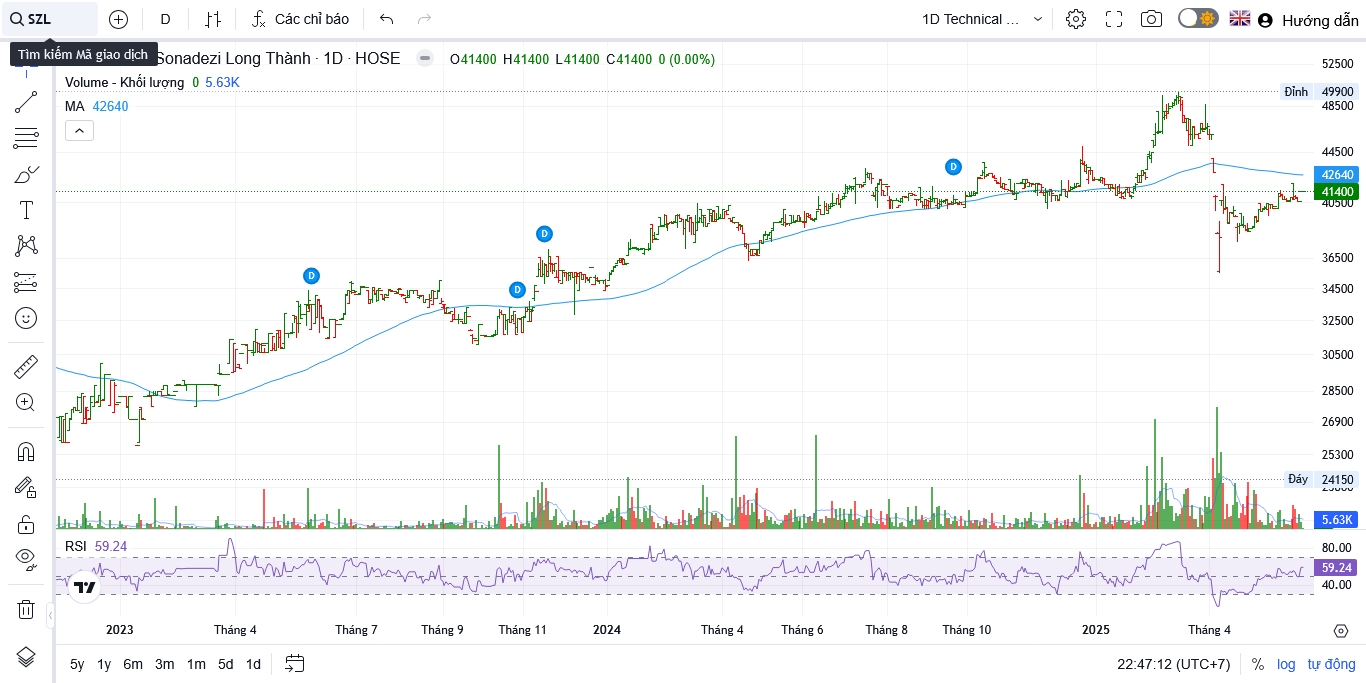 SZL D Các chỉ báo 1D Technical ... Hướng dẫn
Tìm kiếm Mã giao dịch
Sonadezi Long Thành · 1D · HOSE O41400 H41400 L41400 C41400 0 (0.00%)
Volume - Khối lượng 0 5.63K
MA 42640
52500
Đỉnh 49900
48500
44500
42640
41400
40500
36500
34500
32500
30500
28500
26900
25300
Đáy 24150
5.63K
D
D
D
D
RSI 59.24
80.00
59.24
40.00
2023 Tháng 4 Tháng 7 Tháng 9 Tháng 11 2024 Tháng 4 Tháng 6 Tháng 8 Tháng 10 2025 Tháng 4
5y 1y 6m 3m 1m 5d 1d 22:47:12 (UTC+7) % log tự động